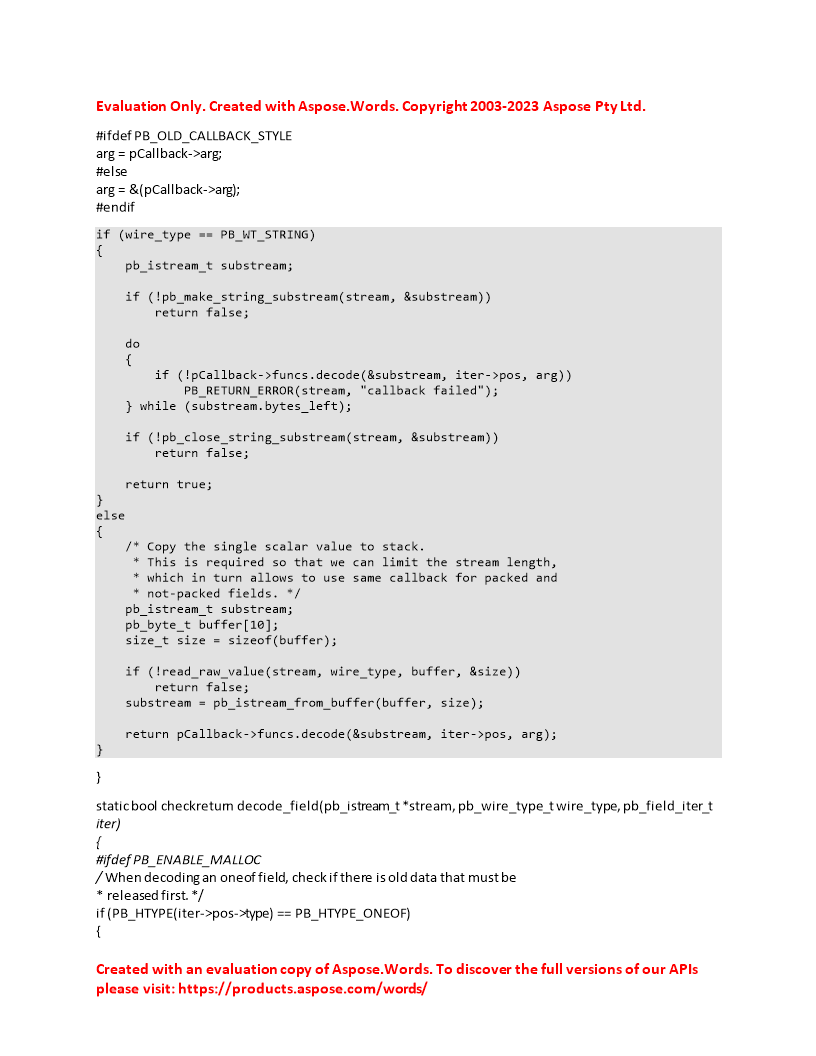 Evaluation Only. Created with Aspose.Words. Copyright 2003-2023 Aspose Pty Ltd.
#ifdef PB_OLD_CALLBACK_STYLE
arg = pCallback->arg;
#else
arg = &(pCallback->arg);
#endif
if (wire_type == PB_WT_STRING)
{
    pb_istream_t substream;

    if (!pb_make_string_substream(stream, &substream))
        return false;

    do
    {
        if (!pCallback->funcs.decode(&substream, iter->pos, arg))
            PB_RETURN_ERROR(stream, "callback failed");
    } while (substream.bytes_left);

    if (!pb_close_string_substream(stream, &substream))
        return false;

    return true;
}
else
{
    /* Copy the single scalar value to stack.
     * This is required so that we can limit the stream length,
     * which in turn allows to use same callback for packed and
     * not-packed fields. */
    pb_istream_t substream;
    pb_byte_t buffer[10];
    size_t size = sizeof(buffer);

    if (!read_raw_value(stream, wire_type, buffer, &size))
        return false;
    substream = pb_istream_from_buffer(buffer, size);

    return pCallback->funcs.decode(&substream, iter->pos, arg);
}
}
static bool checkreturn decode_field(pb_istream_t *stream, pb_wire_type_t wire_type, pb_field_iter_t
iter)
{
#ifdef PB_ENABLE_MALLOC
/ When decoding an oneof field, check if there is old data that must be
* released first. */
if (PB_HTYPE(iter->pos->type) == PB_HTYPE_ONEOF)
{
Created with an evaluation copy of Aspose.Words. To discover the full versions of our APIs
please visit: https://products.aspose.com/words/